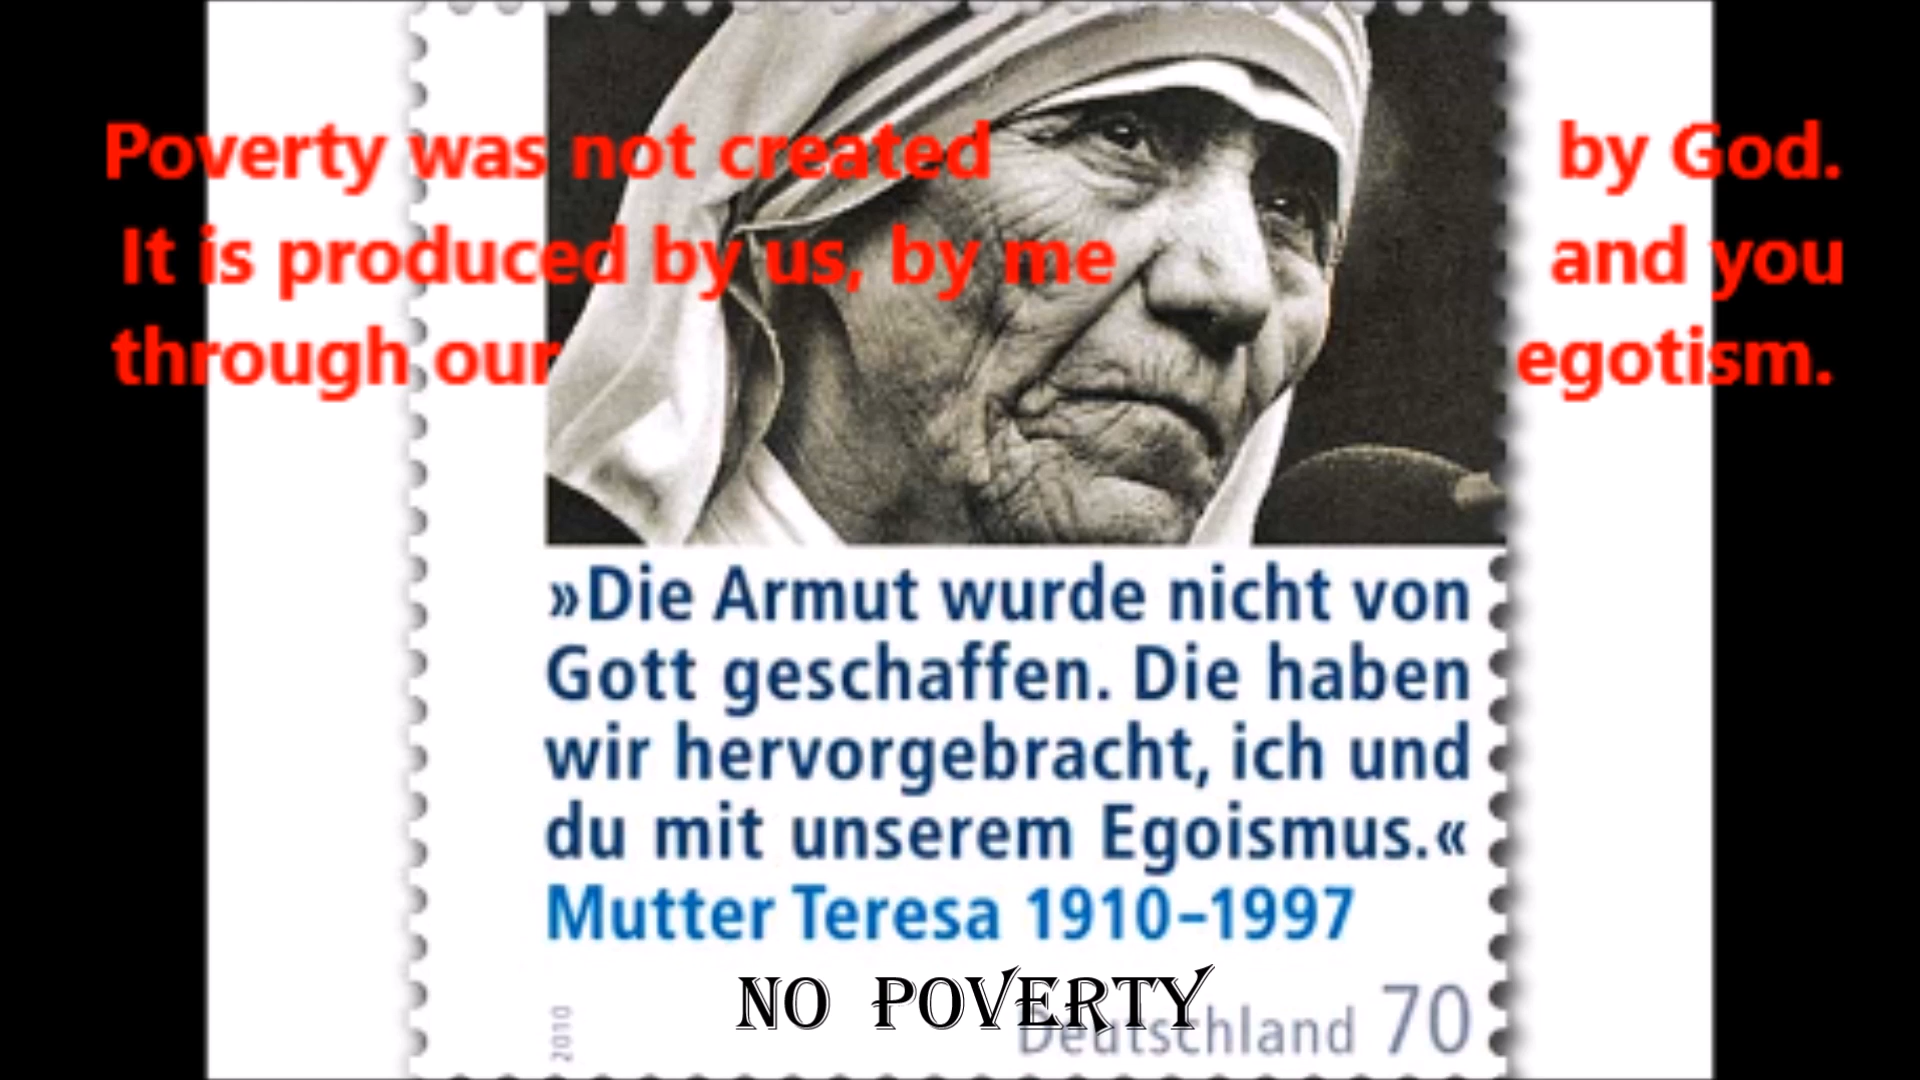 Poverty was not created by God.
It is produced by us, by me and you
through our egotism.
»Die Armut wurde nicht von
Gott geschaffen. Die haben
wir hervorgebracht, ich und
du mit unserem Egoismus.«
Mutter Teresa 1910–1997
NO POVERTY
2010
Deutschland 70